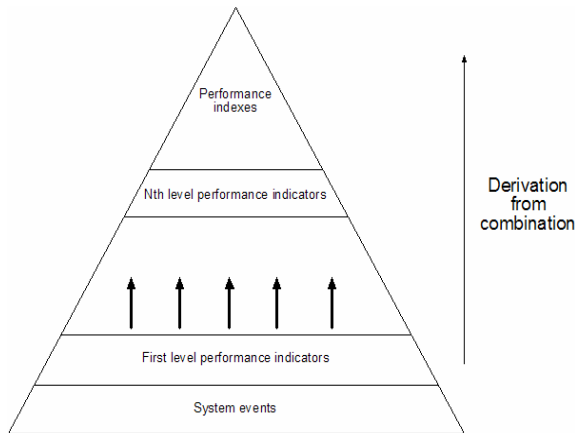 Performance
indexes
Nth level performance indicators
Derivation
from
combination
First level performance indicators
System events